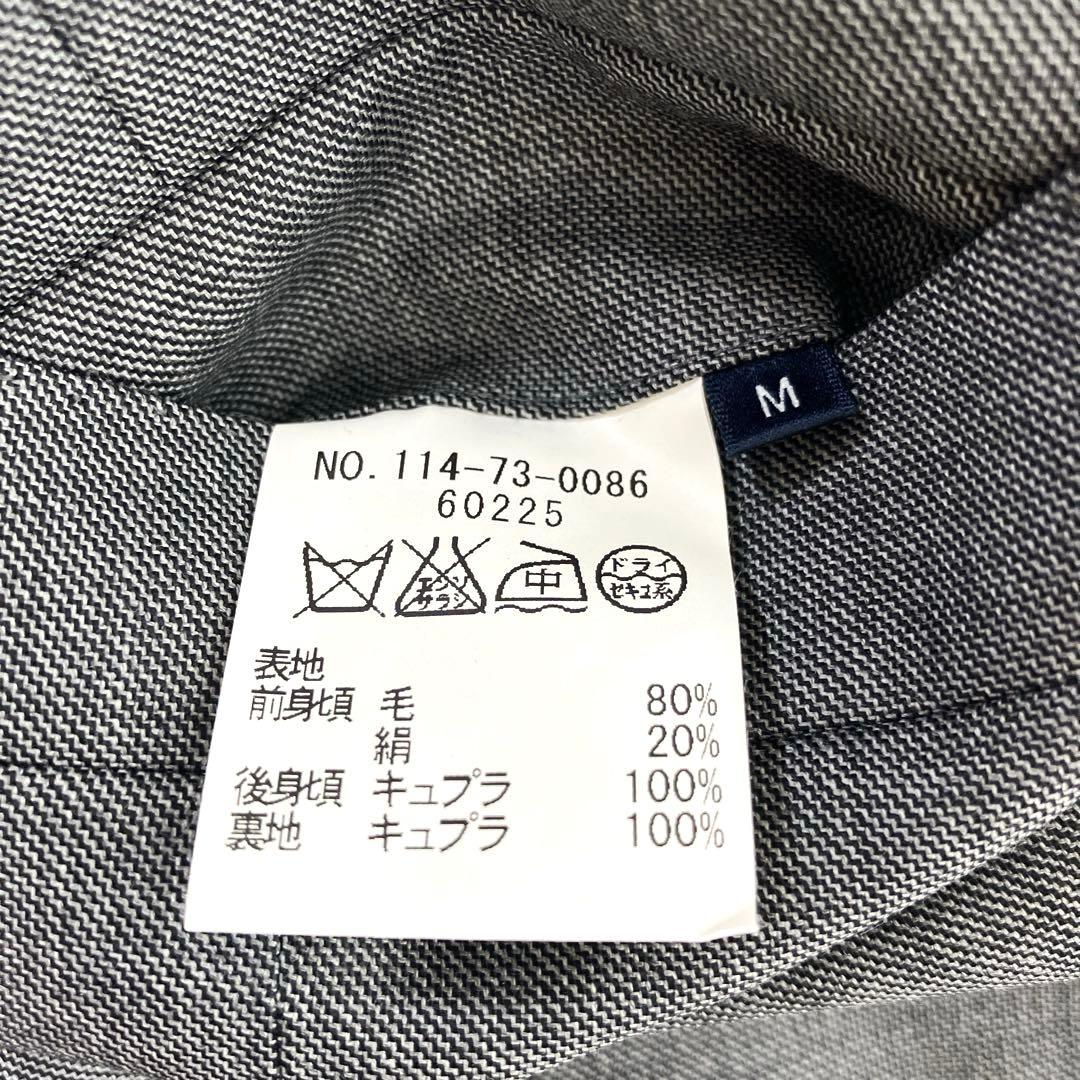 M
NO. 114-73-0086
60225
エンソ
サラシ
中
ドライ
セキユ系
表地
前身頃 毛 80%
絹 20%
後身頃 キュプラ 100%
裏地 キュプラ 100%